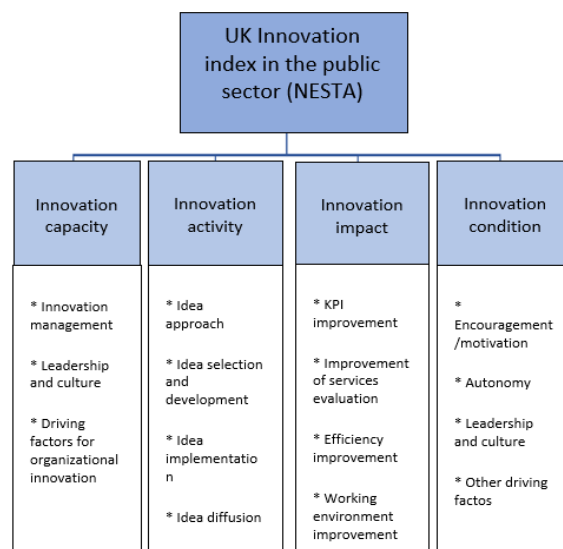 UK Innovation
index in the public
sector (NESTA)
Innovation
capacity
Innovation
activity
Innovation
impact
Innovation
condition
* Innovation
management
* Leadership
and culture
* Driving
factors for
organizational
innovation
* Idea
approach
* Idea
selection and
development
* Idea
implementatio
n
* Idea diffusion
* KPI
improvement
* Improvement
of services
evaluation
* Efficiency
improvement
* Working
environment
improvement
*
Encouragement
/motivation
* Autonomy
* Leadership
and culture
* Other driving
factos